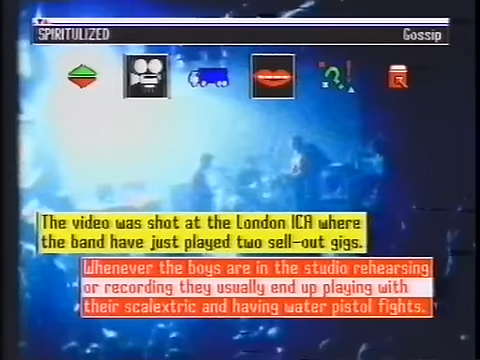 SPIRITULIZED Gossip
?!
The video was shot at the London ICA where
the band have just played two sell-out gigs.
Whenever the boys are in the studio rehearsing
or recording they usually end up playing with
their scalextric and having water pistol fights.